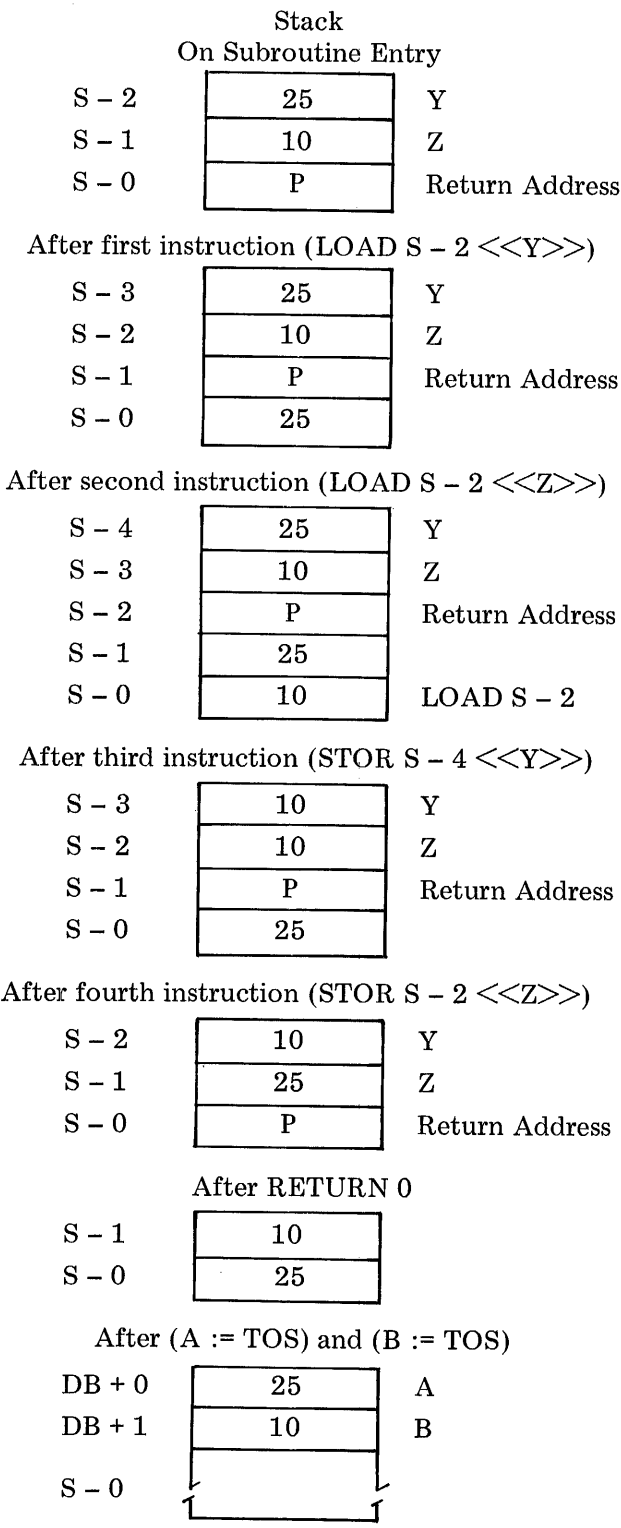 Stack
On Subroutine Entry
S – 2 25 Y
S – 1 10 Z
S – 0 P Return Address
After first instruction (LOAD S – 2 <<Y>>)
S – 3 25 Y
S – 2 10 Z
S – 1 P Return Address
S – 0 25
After second instruction (LOAD S – 2 <<Z>>)
S – 4 25 Y
S – 3 10 Z
S – 2 P Return Address
S – 1 25
S – 0 10 LOAD S – 2
After third instruction (STOR S – 4 <<Y>>)
S – 3 10 Y
S – 2 10 Z
S – 1 P Return Address
S – 0 25
After fourth instruction (STOR S – 2 <<Z>>)
S – 2 10 Y
S – 1 25 Z
S – 0 P Return Address
After RETURN 0
S – 1 10
S – 0 25
After (A := TOS) and (B := TOS)
DB + 0 25 A
DB + 1 10 B
S – 0